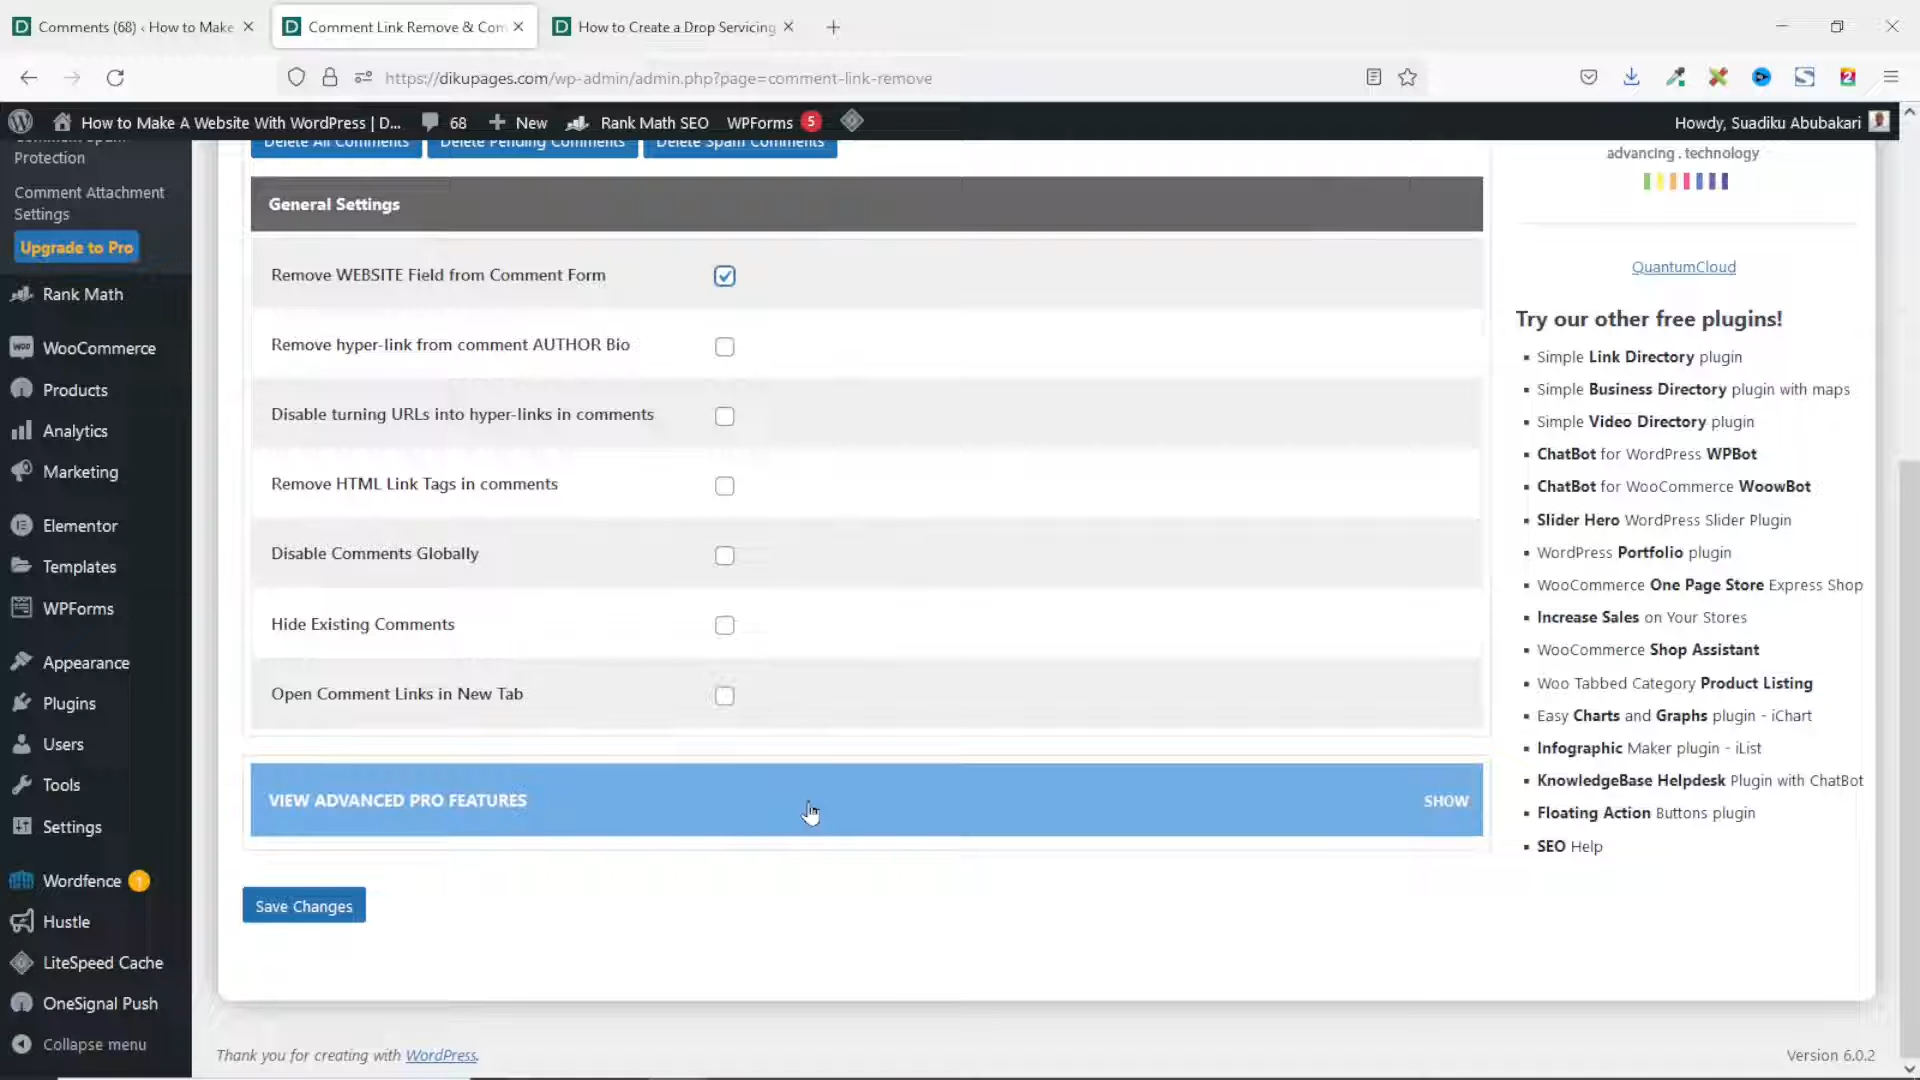 Comments (68) ‹ How to Make
Comment Link Remove & Com
How to Create a Drop Servicing
https://dikupages.com/wp-admin/admin.php?page=comment-link-remove
How to Make A Website With WordPress | D...
68
New
Rank Math SEO
WPForms
5
Howdy, Suadiku Abubakari
Protection
Comment Attachment
Settings
Upgrade to Pro
Rank Math
WooCommerce
Products
Analytics
Marketing
Elementor
Templates
WPForms
Appearance
Plugins
Users
Tools
Settings
Wordfence 1
Hustle
LiteSpeed Cache
OneSignal Push
Collapse menu
Delete All Comments
Delete Pending Comments
Delete Spam Comments
General Settings
Remove WEBSITE Field from Comment Form
Remove hyper-link from comment AUTHOR Bio
Disable turning URLs into hyper-links in comments
Remove HTML Link Tags in comments
Disable Comments Globally
Hide Existing Comments
Open Comment Links in New Tab
VIEW ADVANCED PRO FEATURES
SHOW
Save Changes
advancing . technology
QuantumCloud
Try our other free plugins!
Simple Link Directory plugin
Simple Business Directory plugin with maps
Simple Video Directory plugin
ChatBot for WordPress WPBot
ChatBot for WooCommerce WoowBot
Slider Hero WordPress Slider Plugin
WordPress Portfolio plugin
WooCommerce One Page Store Express Shop
Increase Sales on Your Stores
WooCommerce Shop Assistant
Woo Tabbed Category Product Listing
Easy Charts and Graphs plugin - iChart
Infographic Maker plugin - iList
KnowledgeBase Helpdesk Plugin with ChatBot
Floating Action Buttons plugin
SEO Help
Thank you for creating with WordPress.
Version 6.0.2